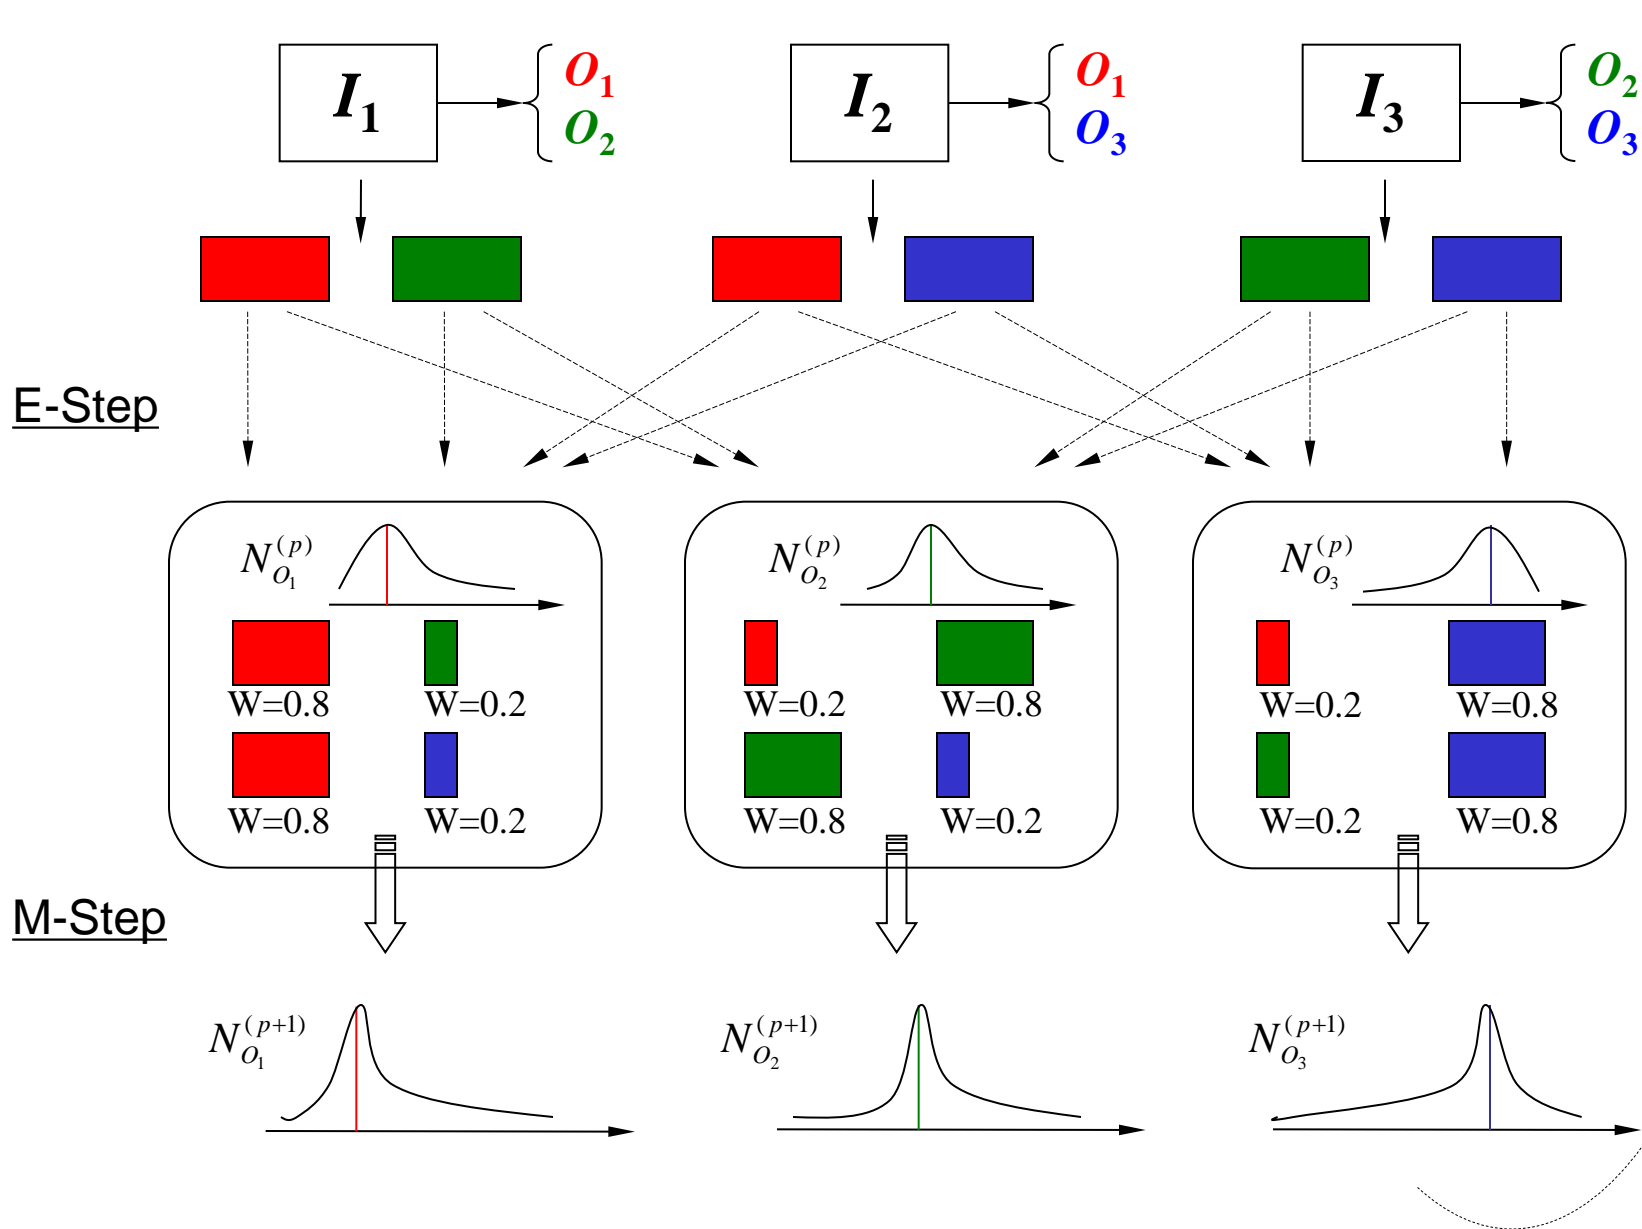 I₁ O₁ I₂ O₁ I₃ O₂
O₂ O₃ O₃
E-Step
N_{O₁}^{(p)} N_{O₂}^{(p)} N_{O₃}^{(p)}
W=0.8 W=0.2 W=0.2 W=0.8 W=0.2 W=0.8
W=0.8 W=0.2 W=0.8 W=0.2 W=0.2 W=0.8
M-Step
N_{O₁}^{(p+1)} N_{O₂}^{(p+1)} N_{O₃}^{(p+1)}